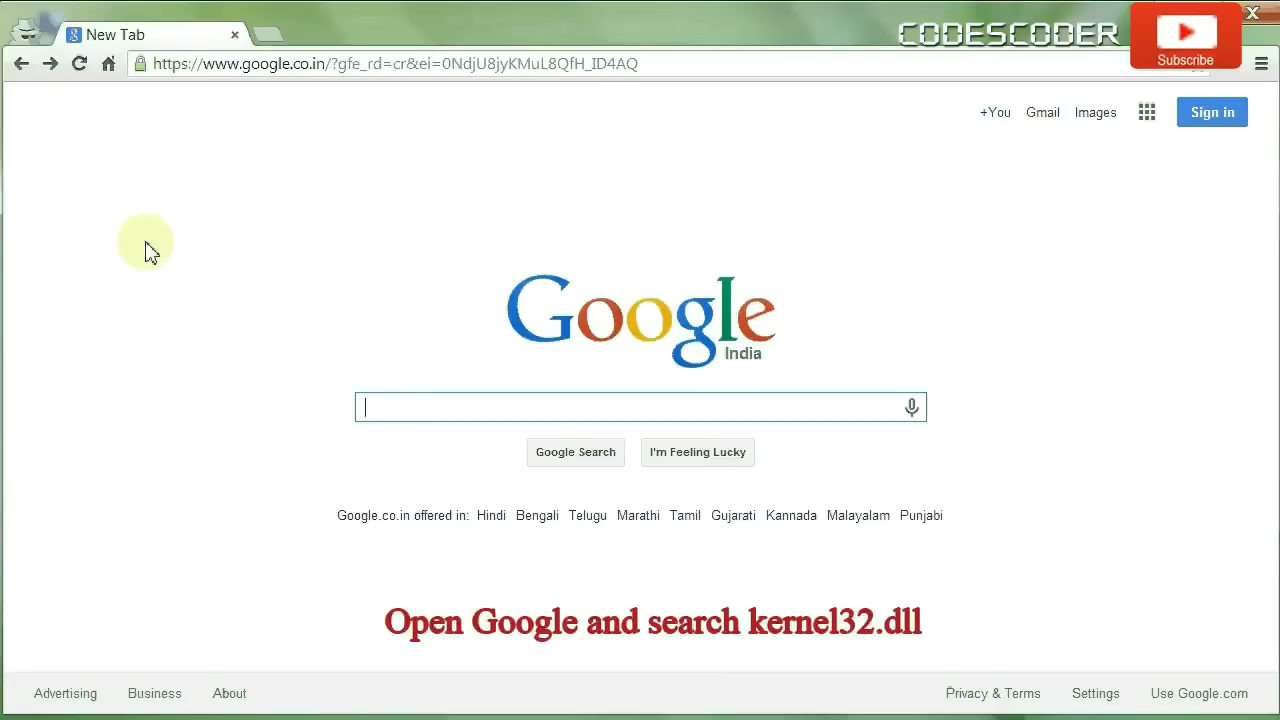 New Tab
CODESCODER
Subscribe
https://www.google.co.in/?gfe_rd=cr&ei=
+You Gmail Images Sign in
Google
India
Google Search I'm Feeling Lucky
Google.co.in offered in: Hindi Bengali Telugu Marathi Tamil Gujarati Kannada Malayalam Punjabi
Open Google and search kernel32.dll
Advertising Business About Privacy & Terms Settings Use Google.com